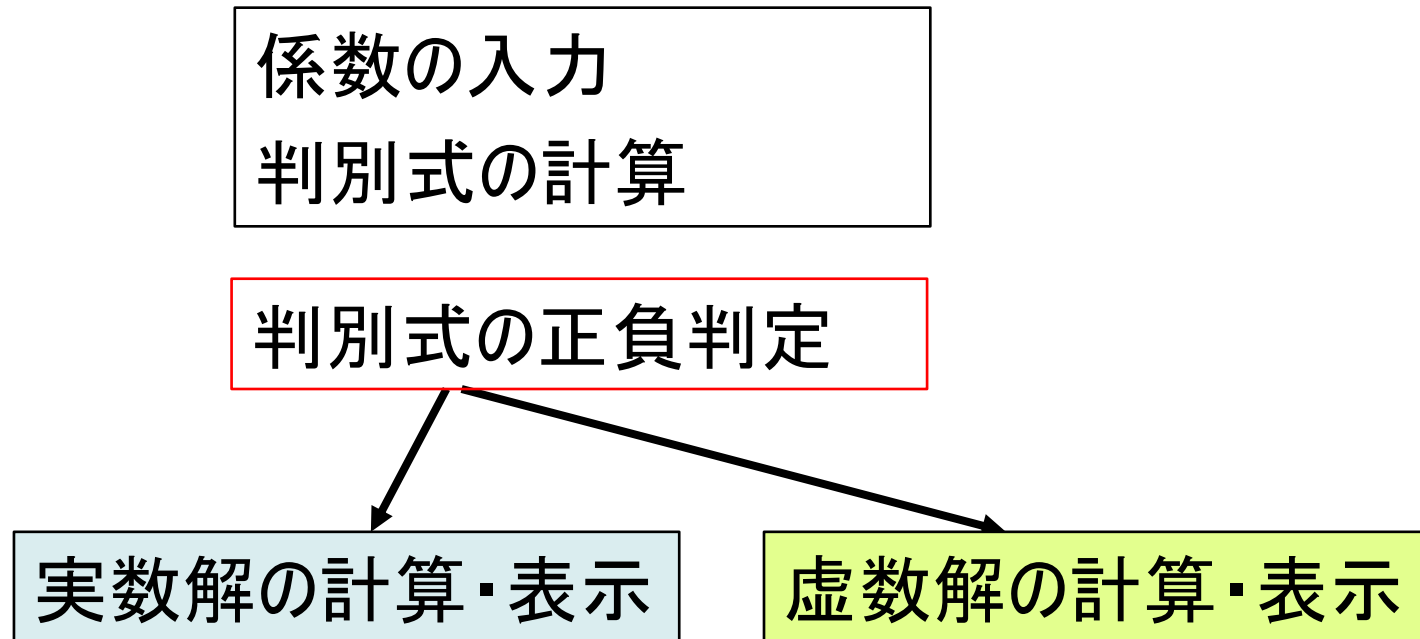 係数の入力
判別式の計算
判別式の正負判定
実数解の計算・表示
虚数解の計算・表示